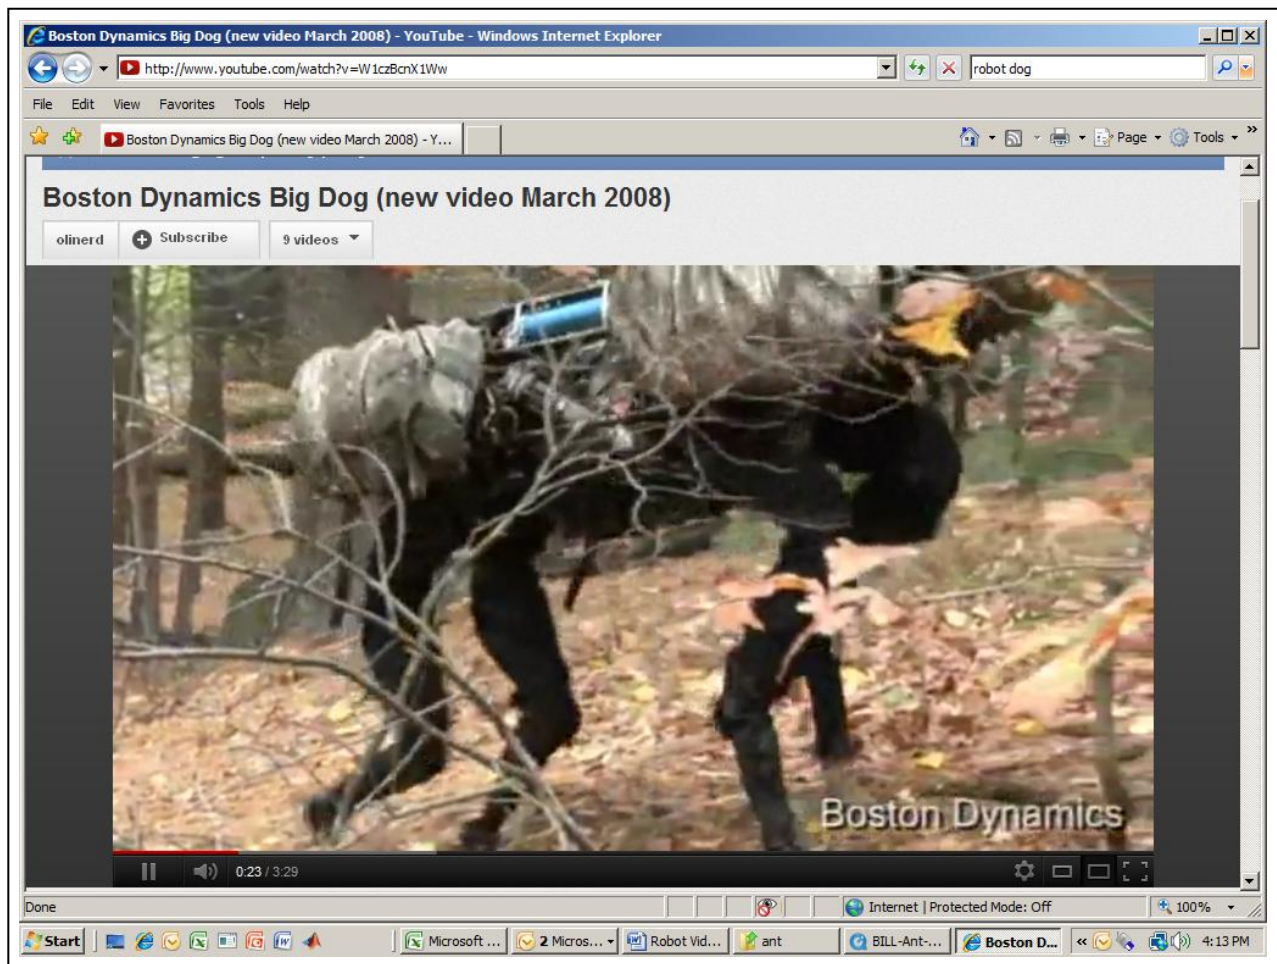 Boston Dynamics Big Dog (new video March 2008) - YouTube - Windows Internet Explorer
http://www.youtube.com/watch?v=W1czBcnX1Ww
robot dog
File Edit View Favorites Tools Help
Boston Dynamics Big Dog (new video March 2008) - Y...
Page Tools »
Boston Dynamics Big Dog (new video March 2008)
olinerd Subscribe 9 videos
Boston Dynamics
0:23 / 3:29
Done Internet | Protected Mode: Off 100%
Start Microsoft ... 2 Micros... Robot Vid... ant BILL-Ant-... Boston D... « 4:13 PM